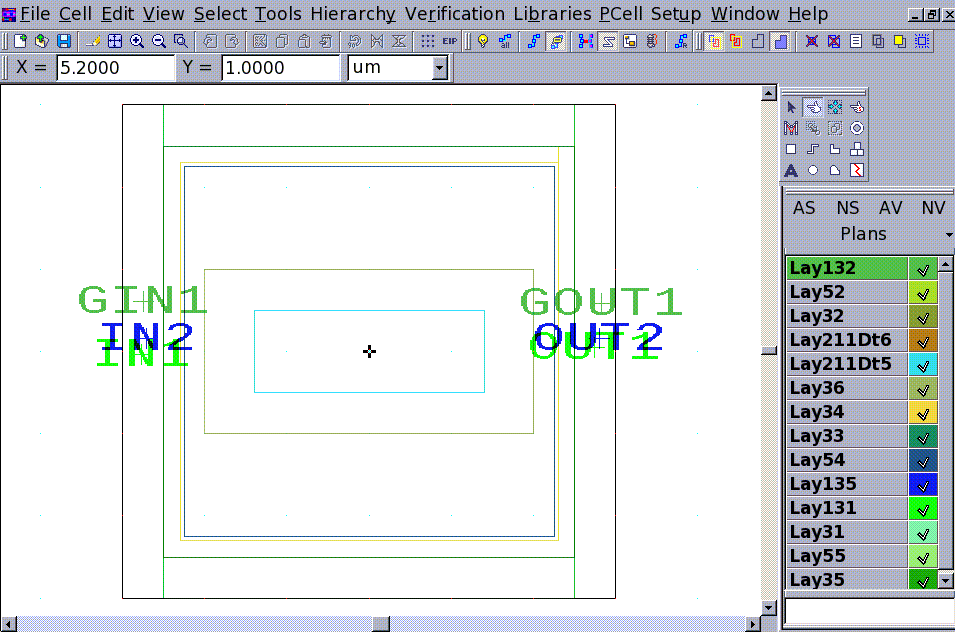 File Cell Edit View Select Tools Hierarchy Verification Libraries PCell Setup Window Help
EIP
X = 5.2000 Y = 1.0000 um
AS NS AV NV
Plans
Lay132
Lay52
Lay32
Lay211Dt6
Lay211Dt5
Lay36
Lay34
Lay33
Lay54
Lay135
Lay131
Lay31
Lay55
Lay35
GIN1 GOUT1
IN2 OUT2
IN1 OUT1